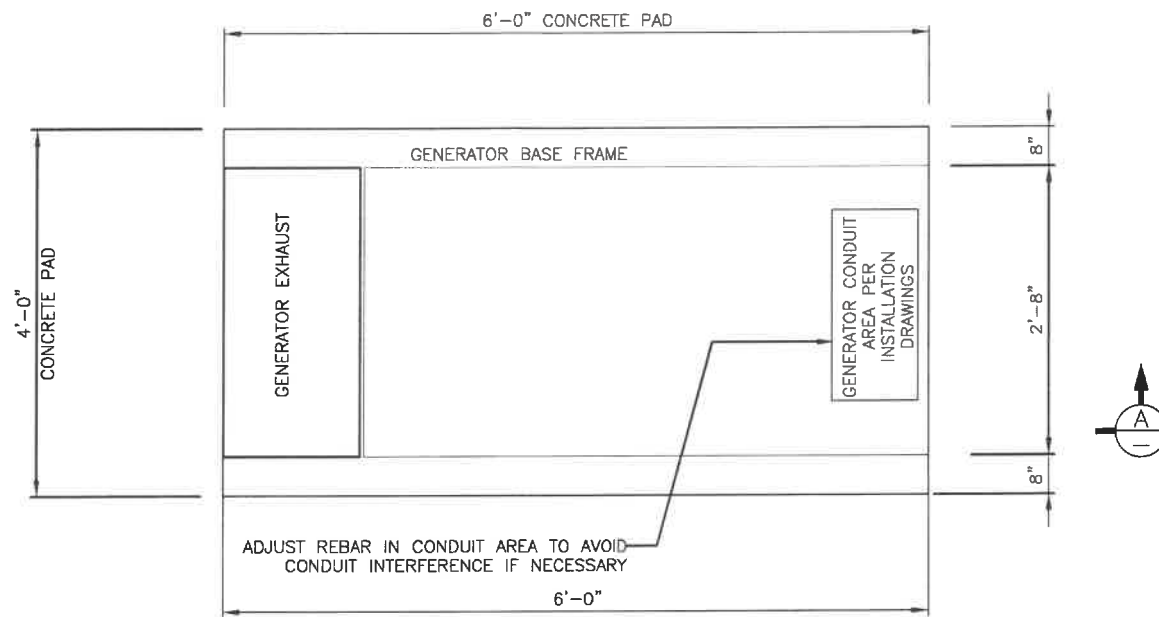 6'-0" CONCRETE PAD
GENERATOR BASE FRAME
8"
4'-0"
CONCRETE PAD
GENERATOR EXHAUST
GENERATOR CONDUIT
AREA PER
INSTALLATION
DRAWINGS
2'-8"
A
—
8"
ADJUST REBAR IN CONDUIT AREA TO AVOID
CONDUIT INTERFERENCE IF NECESSARY
6'-0"